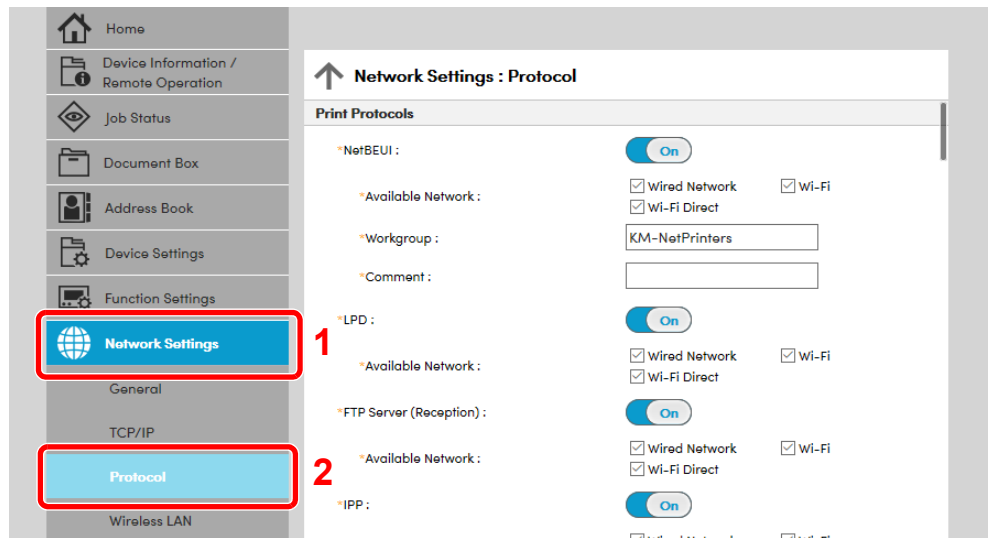 Home
Device Information /
Remote Operation
Job Status
Document Box
Address Book
Device Settings
Function Settings
Network Settings
1
General
TCP/IP
Protocol
2
Wireless LAN
Network Settings : Protocol
Print Protocols
*NetBEUI :
On
*Available Network :
Wired Network Wi-Fi
Wi-Fi Direct
*Workgroup :
KM-NetPrinters
*Comment :
*LPD :
On
*Available Network :
Wired Network Wi-Fi
Wi-Fi Direct
*FTP Server (Reception) :
On
*Available Network :
Wired Network Wi-Fi
Wi-Fi Direct
*IPP :
On